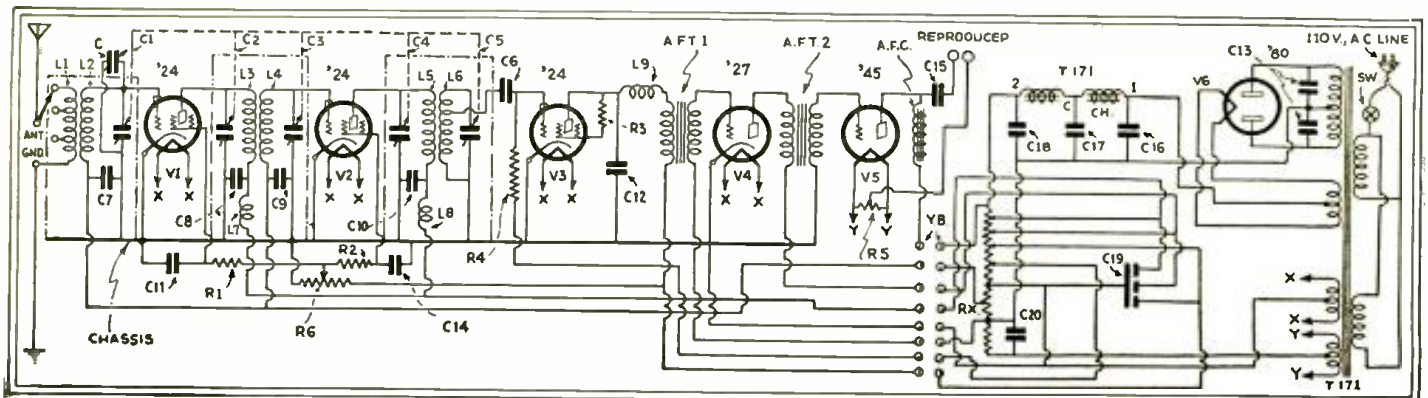 A.F.T. 1
A.F.T. 2
A.F.C.
REPRODUCER
110 V., A C LINE
L1
L2
C
C1
'24
C2
C3
L3
L4
'24
C4
C5
L5
L6
C6
'24
L9
'27
'45
C15
2
T 171
C
CH.
1
C13
'80
V6
SW
ANT.
GND.
R3
C18
C17
C16
C7
V1
X
X
C8
L7
C9
V2
X
X
C10
L8
R4
V3
X
X
C12
V4
X
X
V5
Y
Y
R5
YB
C11
R1
R2
R6
C14
CHASSIS
RX
C20
C19
X
X
Y
Y
T 171